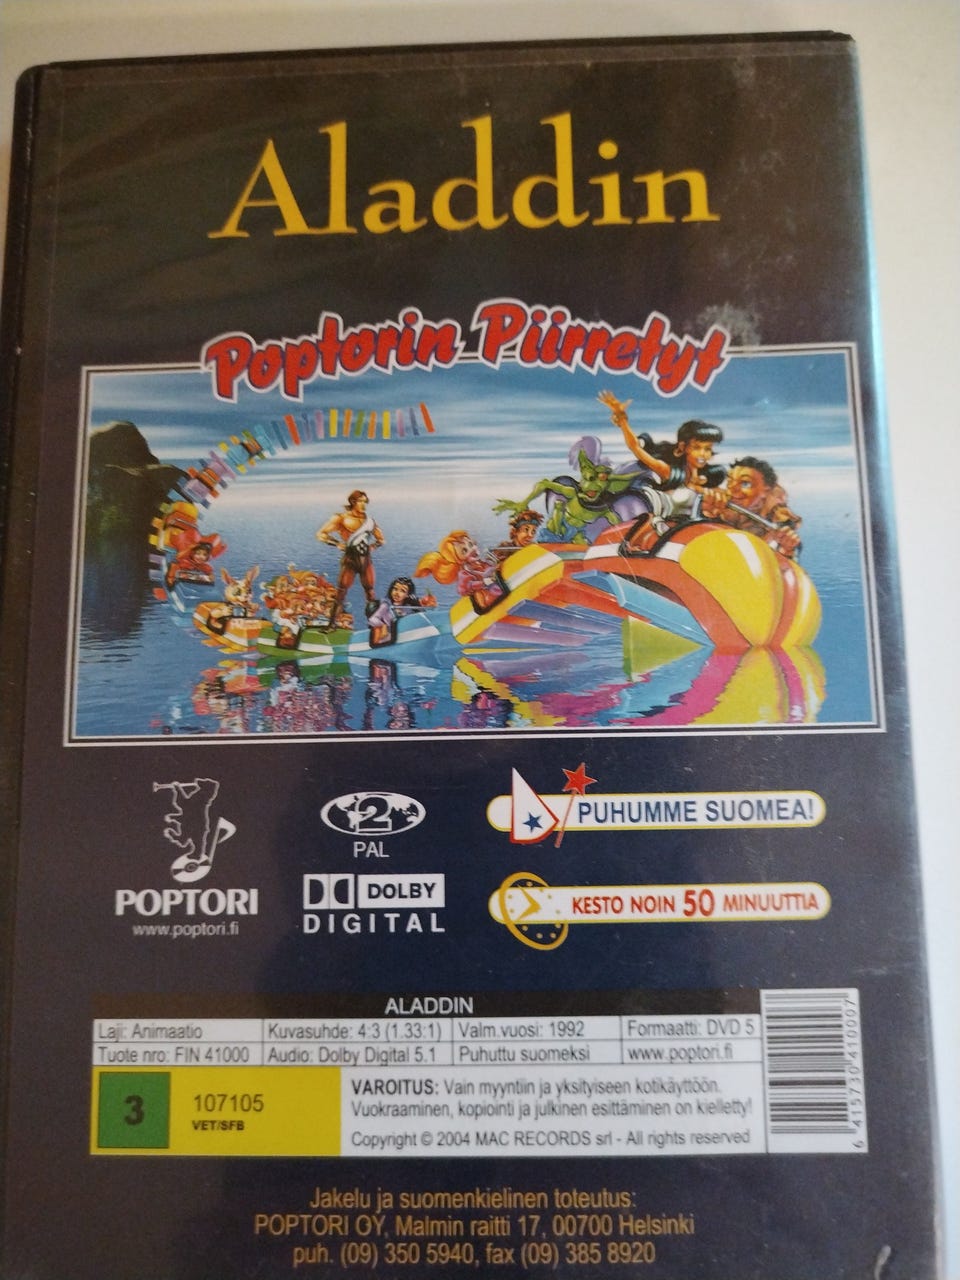 Aladdin
Poptorin Piirretyt
2
PAL
PUHUMME SUOMEA!
POPTORI
www.poptori.fi
DOLBY
DIGITAL
KESTO NOIN 50 MINUUTTIA
ALADDIN
Laji: Animaatio Kuvasuhde: 4:3 (1.33:1) Valm.vuosi: 1992 Formaatti: DVD 5
Tuote nro: FIN 41000 Audio: Dolby Digital 5.1 Puhuttu suomeksi www.poptori.fi
3
107105
VET/SFB
VAROITUS: Vain myyntiin ja yksityiseen kotikäyttöön.
Vuokraaminen, kopiointi ja julkinen esittäminen on kielletty!
Copyright © 2004 MAC RECORDS srl - All rights reserved
6 415730 410007
Jakelu ja suomenkielinen toteutus:
POPTORI OY, Malmin raitti 17, 00700 Helsinki
puh. (09) 350 5940, fax (09) 385 8920